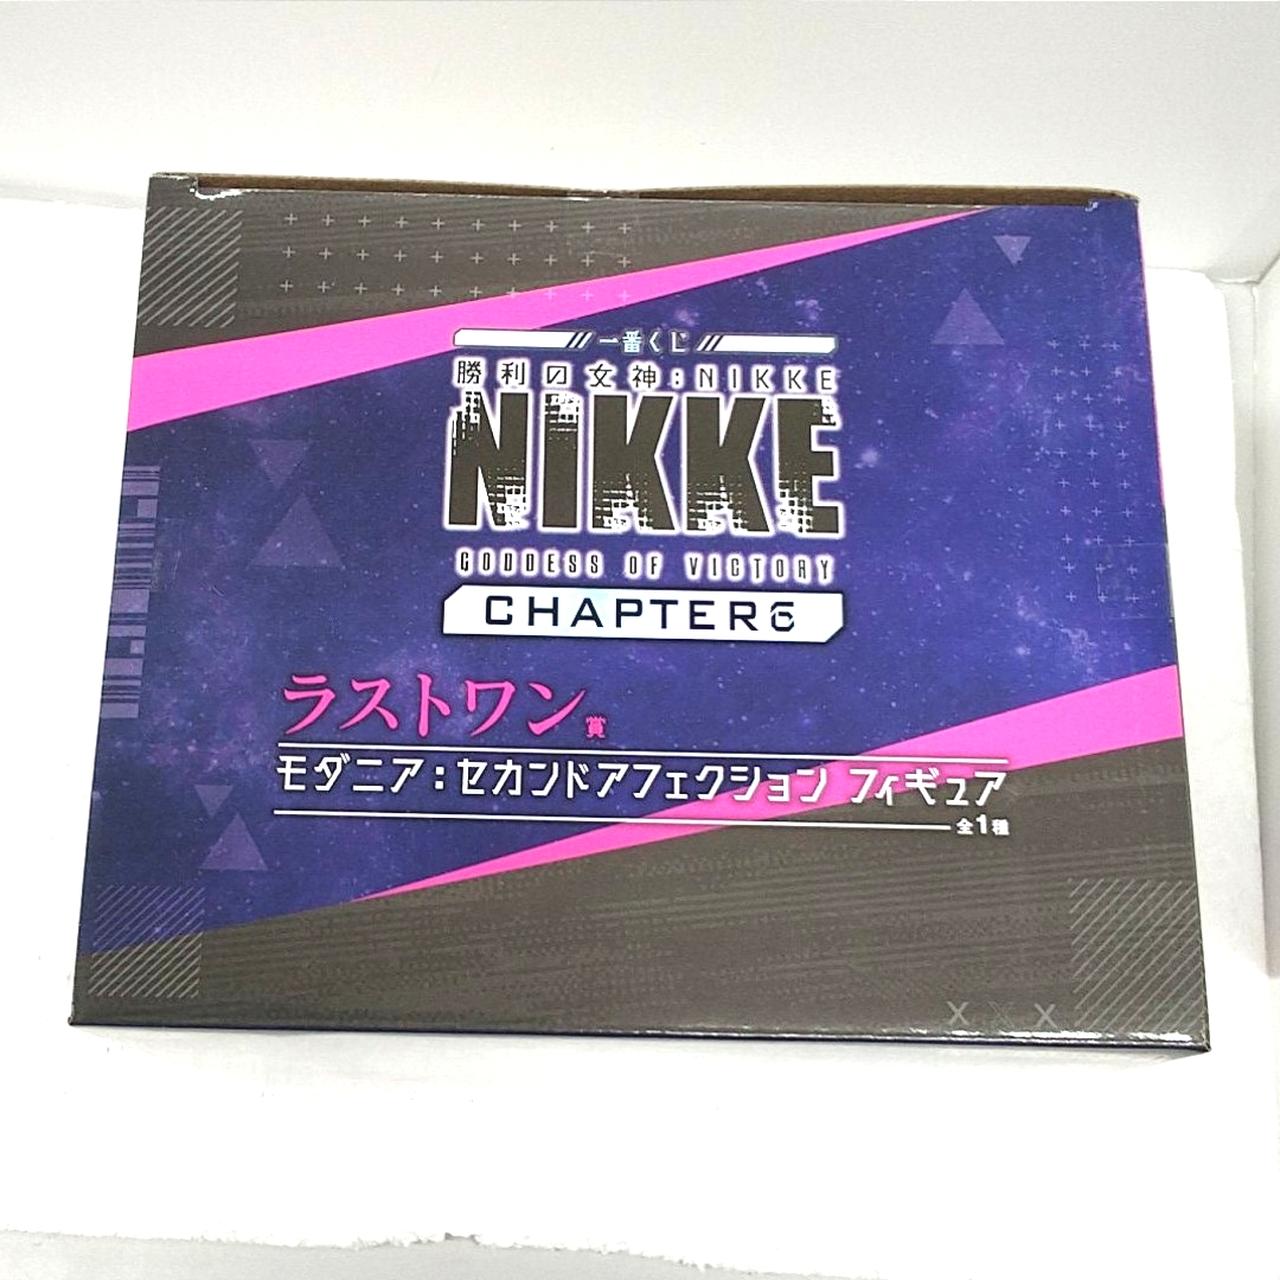 一番くじ
勝利の女神:NIKKE
NIKKE
GODDESS OF VICTORY
CHAPTER6
ラストワン賞
モダニア:セカンドアフェクション フィギュア
全1種
X X X